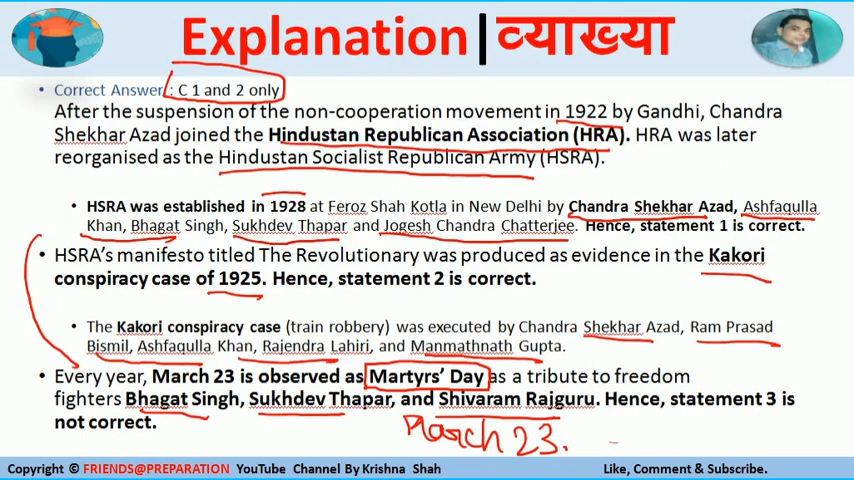 Explanation|व्याख्या
• Correct Answer : C 1 and 2 only
After the suspension of the non-cooperation movement in 1922 by Gandhi, Chandra
Shekhar Azad joined the Hindustan Republican Association (HRA). HRA was later
reorganised as the Hindustan Socialist Republican Army (HSRA).
• HSRA was established in 1928 at Feroz Shah Kotla in New Delhi by Chandra Shekhar Azad, Ashfaqulla
Khan, Bhagat Singh, Sukhdev Thapar and Jogesh Chandra Chatterjee. Hence, statement 1 is correct.
• HSRA's manifesto titled The Revolutionary was produced as evidence in the Kakori
conspiracy case of 1925. Hence, statement 2 is correct.
• The Kakori conspiracy case (train robbery) was executed by Chandra Shekhar Azad, Ram Prasad
Bismil, Ashfaqulla Khan, Rajendra Lahiri, and Manmathnath Gupta.
• Every year, March 23 is observed as Martyrs' Day as a tribute to freedom
fighters Bhagat Singh, Sukhdev Thapar, and Shivaram Rajguru. Hence, statement 3 is
not correct.
March 23.
Copyright © FRIENDS@PREPARATION YouTube Channel By Krishna Shah
Like, Comment & Subscribe.